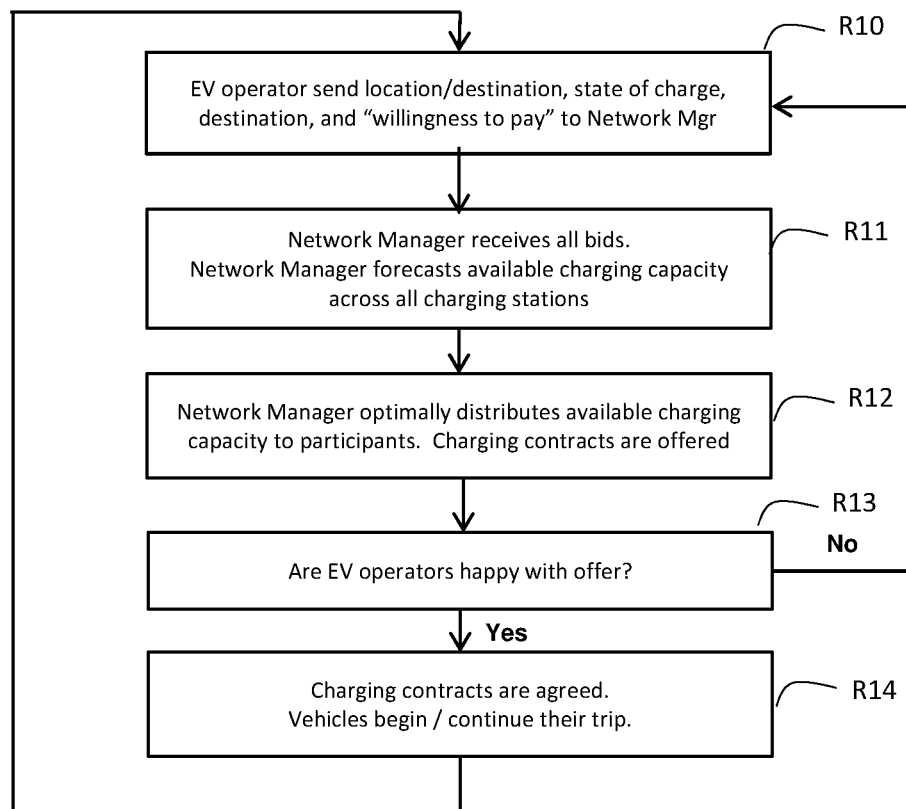 R10
EV operator send location/destination, state of charge,
destination, and “willingness to pay” to Network Mgr
R11
Network Manager receives all bids.
Network Manager forecasts available charging capacity
across all charging stations
R12
Network Manager optimally distributes available charging
capacity to participants.  Charging contracts are offered
R13
No
Are EV operators happy with offer?
Yes
R14
Charging contracts are agreed.
Vehicles begin / continue their trip.